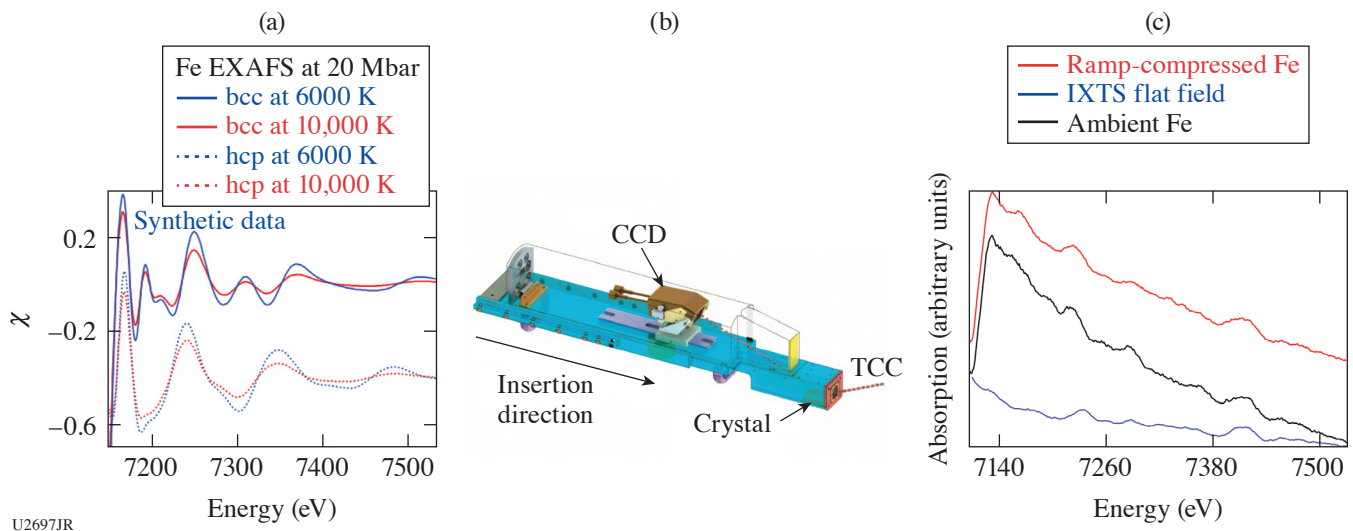 (a)
Fe EXAFS at 20 Mbar
bcc at 6000 K
bcc at 10,000 K
hcp at 6000 K
hcp at 10,000 K
Synthetic data
0.2
−0.2
−0.6
χ
7200 7300 7400 7500
Energy (eV)
(b)
CCD
TCC
Insertion
direction
Crystal
(c)
Ramp-compressed Fe
IXTS flat field
Ambient Fe
Absorption (arbitrary units)
7140 7260 7380 7500
Energy (eV)
U2697JR